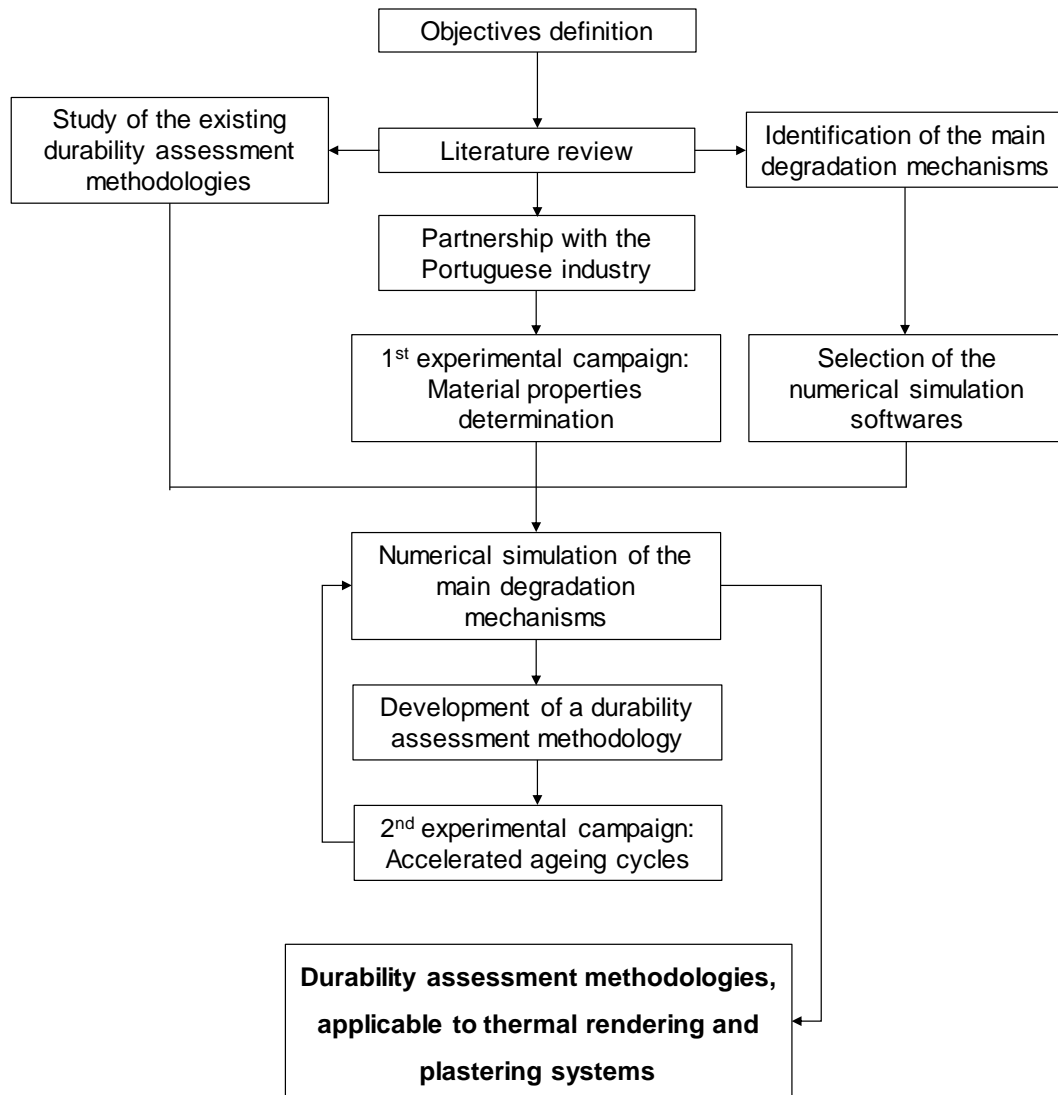 Objectives definition
Study of the existing
durability assessment
methodologies
Literature review
Identification of the main
degradation mechanisms
Partnership with the
Portuguese industry
1st experimental campaign:
Material properties
determination
Selection of the
numerical simulation
softwares
Numerical simulation of the
main degradation
mechanisms
Development of a durability
assessment methodology
2nd experimental campaign:
Accelerated ageing cycles
Durability assessment methodologies,
applicable to thermal rendering and
plastering systems